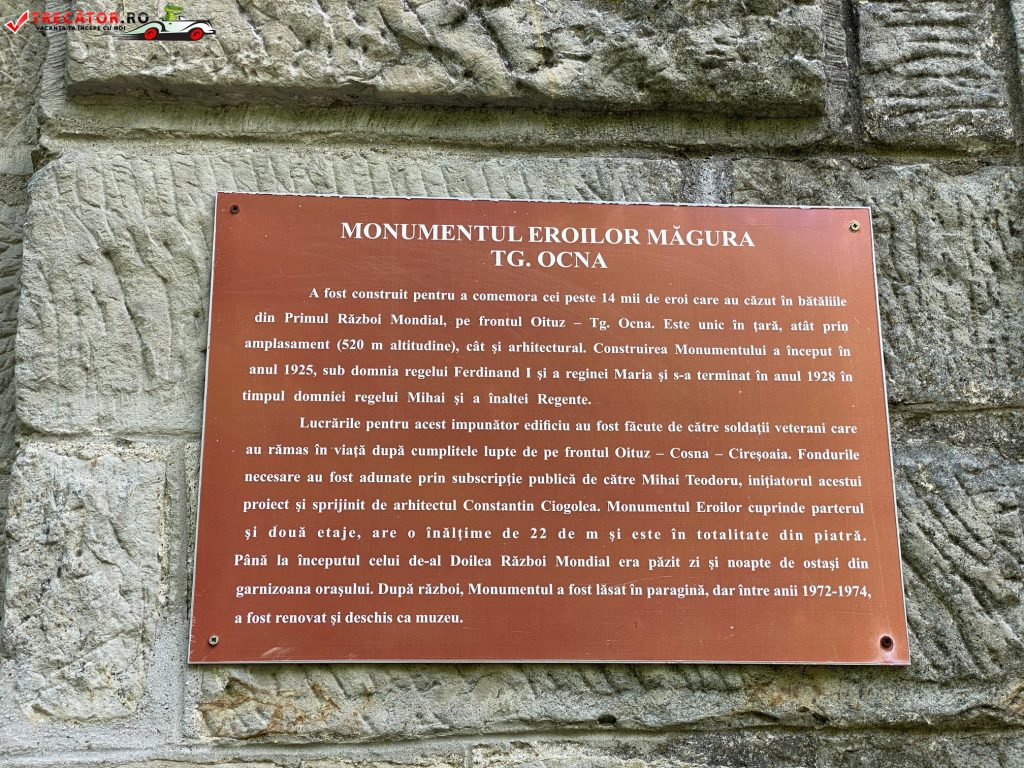 TRECĂTOR.RO
VACANȚA TA ÎNCEPE CU NOI
MONUMENTUL EROILOR MĂGURA
TG. OCNA
A fost construit pentru a comemora cei peste 14 mii de eroi care au căzut în bătăliile
din Primul Război Mondial, pe frontul Oituz – Tg. Ocna. Este unic în țară, atât prin
amplasament (520 m altitudine), cât și arhitectural. Construirea Monumentului a început în
anul 1925, sub domnia regelui Ferdinand I și a reginei Maria și s-a terminat în anul 1928 în
timpul domniei regelui Mihai și a înaltei Regente.
Lucrările pentru acest impunător edificiu au fost făcute de către soldații veterani care
au rămas în viață după cumplitele lupte de pe frontul Oituz – Cosna – Cireșoaia. Fondurile
necesare au fost adunate prin subscripție publică de către Mihai Teodoru, inițiatorul acestui
proiect și sprijinit de arhitectul Constantin Ciogolea. Monumentul Eroilor cuprinde parterul
și două etaje, are o înălțime de 22 de m și este în totalitate din piatră.
Până la începutul celui de-al Doilea Război Mondial era păzit zi și noapte de ostași din
garnizoana orașului. După război, Monumentul a fost lăsat în paragină, dar între anii 1972-1974,
a fost renovat și deschis ca muzeu.